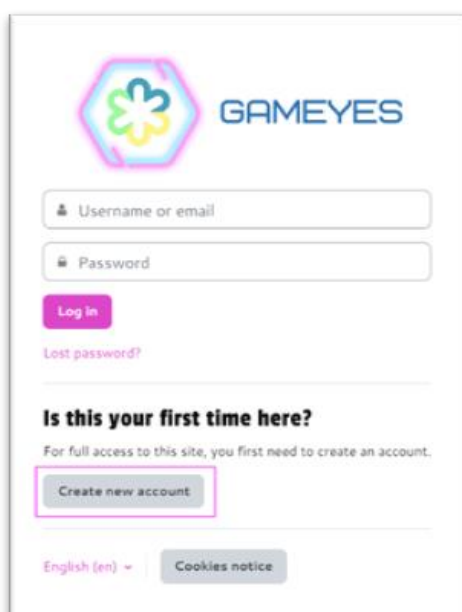 GAMEYES
Username or email
Password
Log in
Lost password?
Is this your first time here?
For full access to this site, you first need to create an account.
Create new account
English (en)
Cookies notice